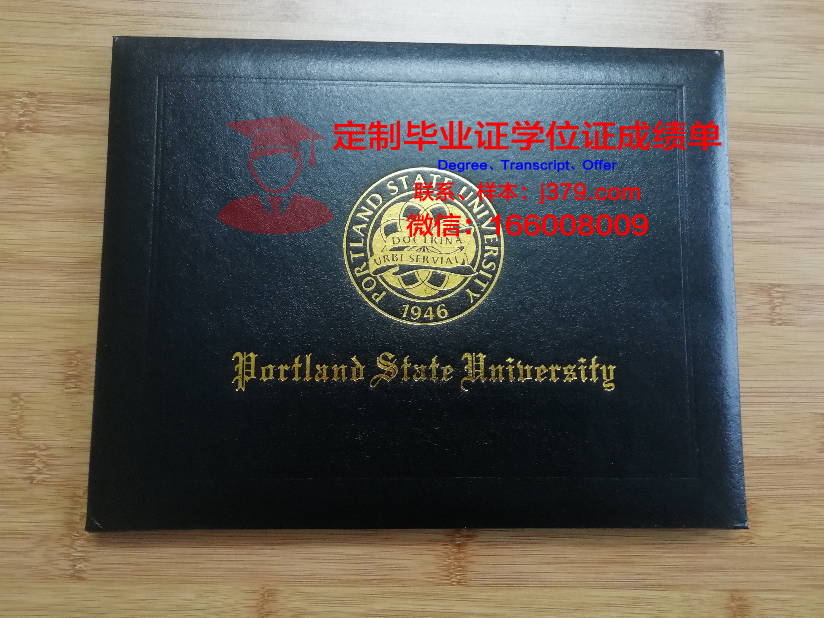 定制毕业证学位证成绩单
Degree、Transcript、Offer
联系、样本：j379.com
微信：166008009
PORTLAND STATE UNIVERSITY
DOCTRINA
URBI SERVIAT
1946
Portland State University